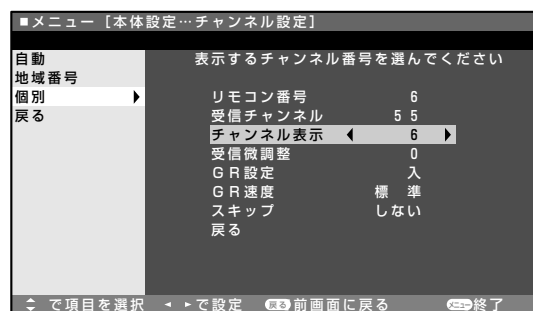 ■メニュー [本体設定…チャンネル設定]
自動
地域番号
個別
戻る
表示するチャンネル番号を選んでください
リモコン番号 6
受信チャンネル 55
チャンネル表示 6
受信微調整 0
GR設定 入
GR速度 標 準
スキップ しない
戻る
で項目を選択 で設定 戻る 前画面に戻る メニュー 終了